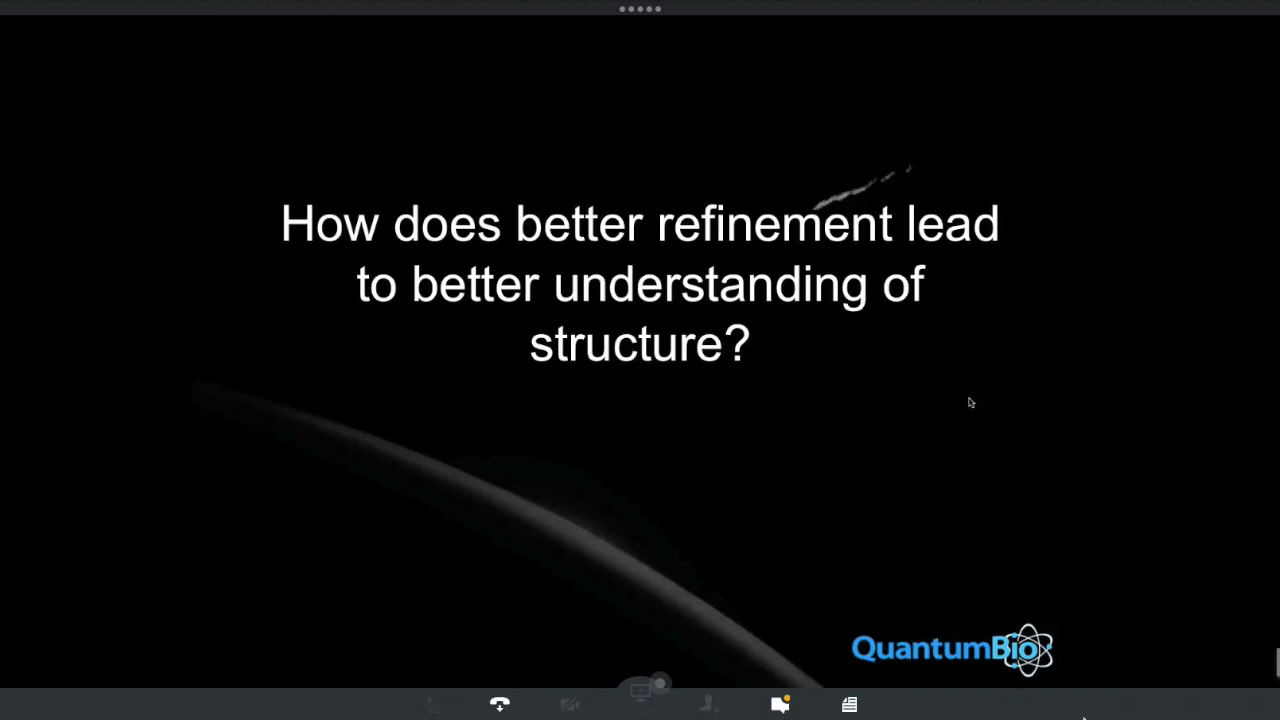 How does better refinement lead
to better understanding of
structure?
QuantumBio